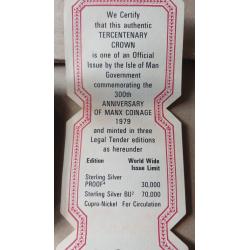 We Certify
that this authentic
TERCENTENARY
CROWN
is one of an Official
Issue by the Isle of Man
Government
commemorating the
300th
ANNIVERSARY
OF MANX COINAGE
1979
and minted in three
Legal Tender editions
as hereunder
Edition World Wide
Issue Limit
Sterling Silver
PROOF⁴ 30,000
Sterling Silver BU² 70,000
Cupro-Nickel For Circulation